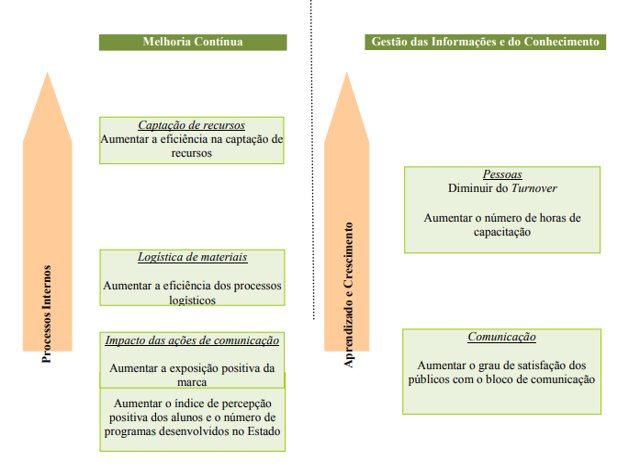 Melhoria Contínua
Processos Internos
Captação de recursos
Aumentar a eficiência na captação de
recursos
Logística de materiais
Aumentar a eficiência dos processos
logísticos
Impacto das ações de comunicação
Aumentar a exposição positiva da
marca
Aumentar o índice de percepção
positiva dos alunos e o número de
programas desenvolvidos no Estado
Gestão das Informações e do Conhecimento
Aprendizado e Crescimento
Pessoas
Diminuir do Turnover
Aumentar o número de horas de
capacitação
Comunicação
Aumentar o grau de satisfação dos
públicos com o bloco de comunicação